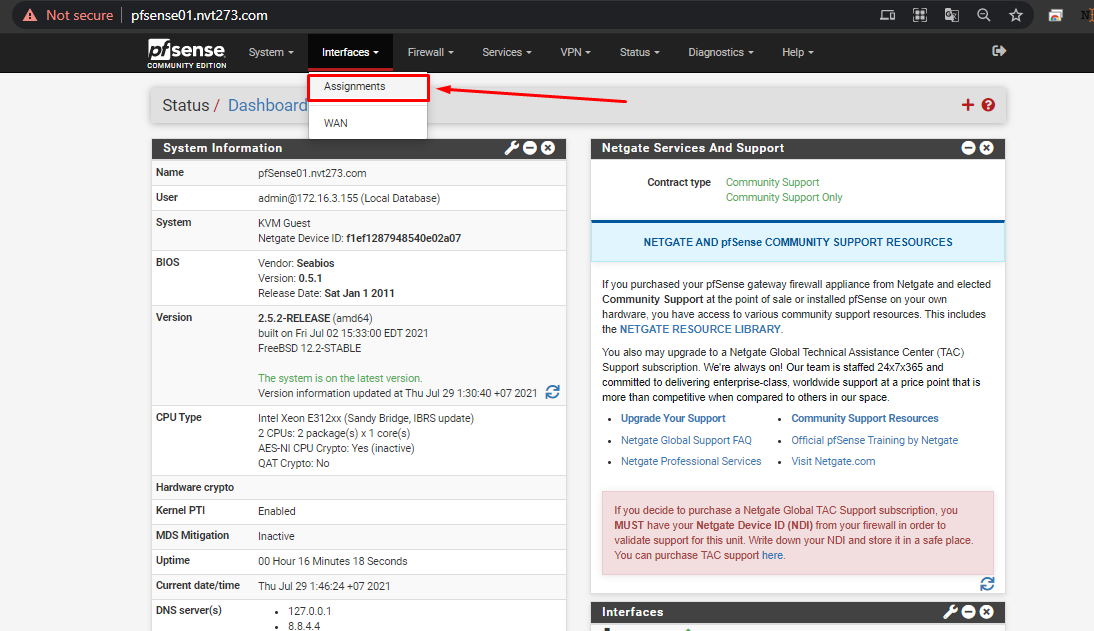 Not secure
pfsense01.nvt273.com
pfsense
COMMUNITY EDITION
System
Interfaces
Firewall
Services
VPN
Status
Diagnostics
Help
Assignments
WAN
Status / Dashboard
System Information
Name pfSense01.nvt273.com
User admin@172.16.3.155 (Local Database)
System KVM Guest
Netgate Device ID: f1ef1287948540e02a07
BIOS Vendor: Seabios
Version: 0.5.1
Release Date: Sat Jan 1 2011
Version 2.5.2-RELEASE (amd64)
built on Fri Jul 02 15:33:00 EDT 2021
FreeBSD 12.2-STABLE
The system is on the latest version.
Version information updated at Thu Jul 29 1:30:40 +07 2021
CPU Type Intel Xeon E312xx (Sandy Bridge, IBRS update)
2 CPUs: 2 package(s) x 1 core(s)
AES-NI CPU Crypto: Yes (inactive)
QAT Crypto: No
Hardware crypto
Kernel PTI Enabled
MDS Mitigation Inactive
Uptime 00 Hour 16 Minutes 18 Seconds
Current date/time Thu Jul 29 1:46:24 +07 2021
DNS server(s) • 127.0.0.1
• 8.8.4.4
Netgate Services And Support
Contract type Community Support
Community Support Only
NETGATE AND pfSense COMMUNITY SUPPORT RESOURCES
If you purchased your pfSense gateway firewall appliance from Netgate and elected
Community Support at the point of sale or installed pfSense on your own
hardware, you have access to various community support resources. This includes
the NETGATE RESOURCE LIBRARY.
You also may upgrade to a Netgate Global Technical Assistance Center (TAC)
Support subscription. We're always on! Our team is staffed 24x7x365 and
committed to delivering enterprise-class, worldwide support at a price point that is
more than competitive when compared to others in our space.
• Upgrade Your Support
• Community Support Resources
• Netgate Global Support FAQ
• Official pfSense Training by Netgate
• Netgate Professional Services
• Visit Netgate.com
If you decide to purchase a Netgate Global TAC Support subscription, you
MUST have your Netgate Device ID (NDI) from your firewall in order to
validate support for this unit. Write down your NDI and store it in a safe place.
You can purchase TAC support here.
Interfaces